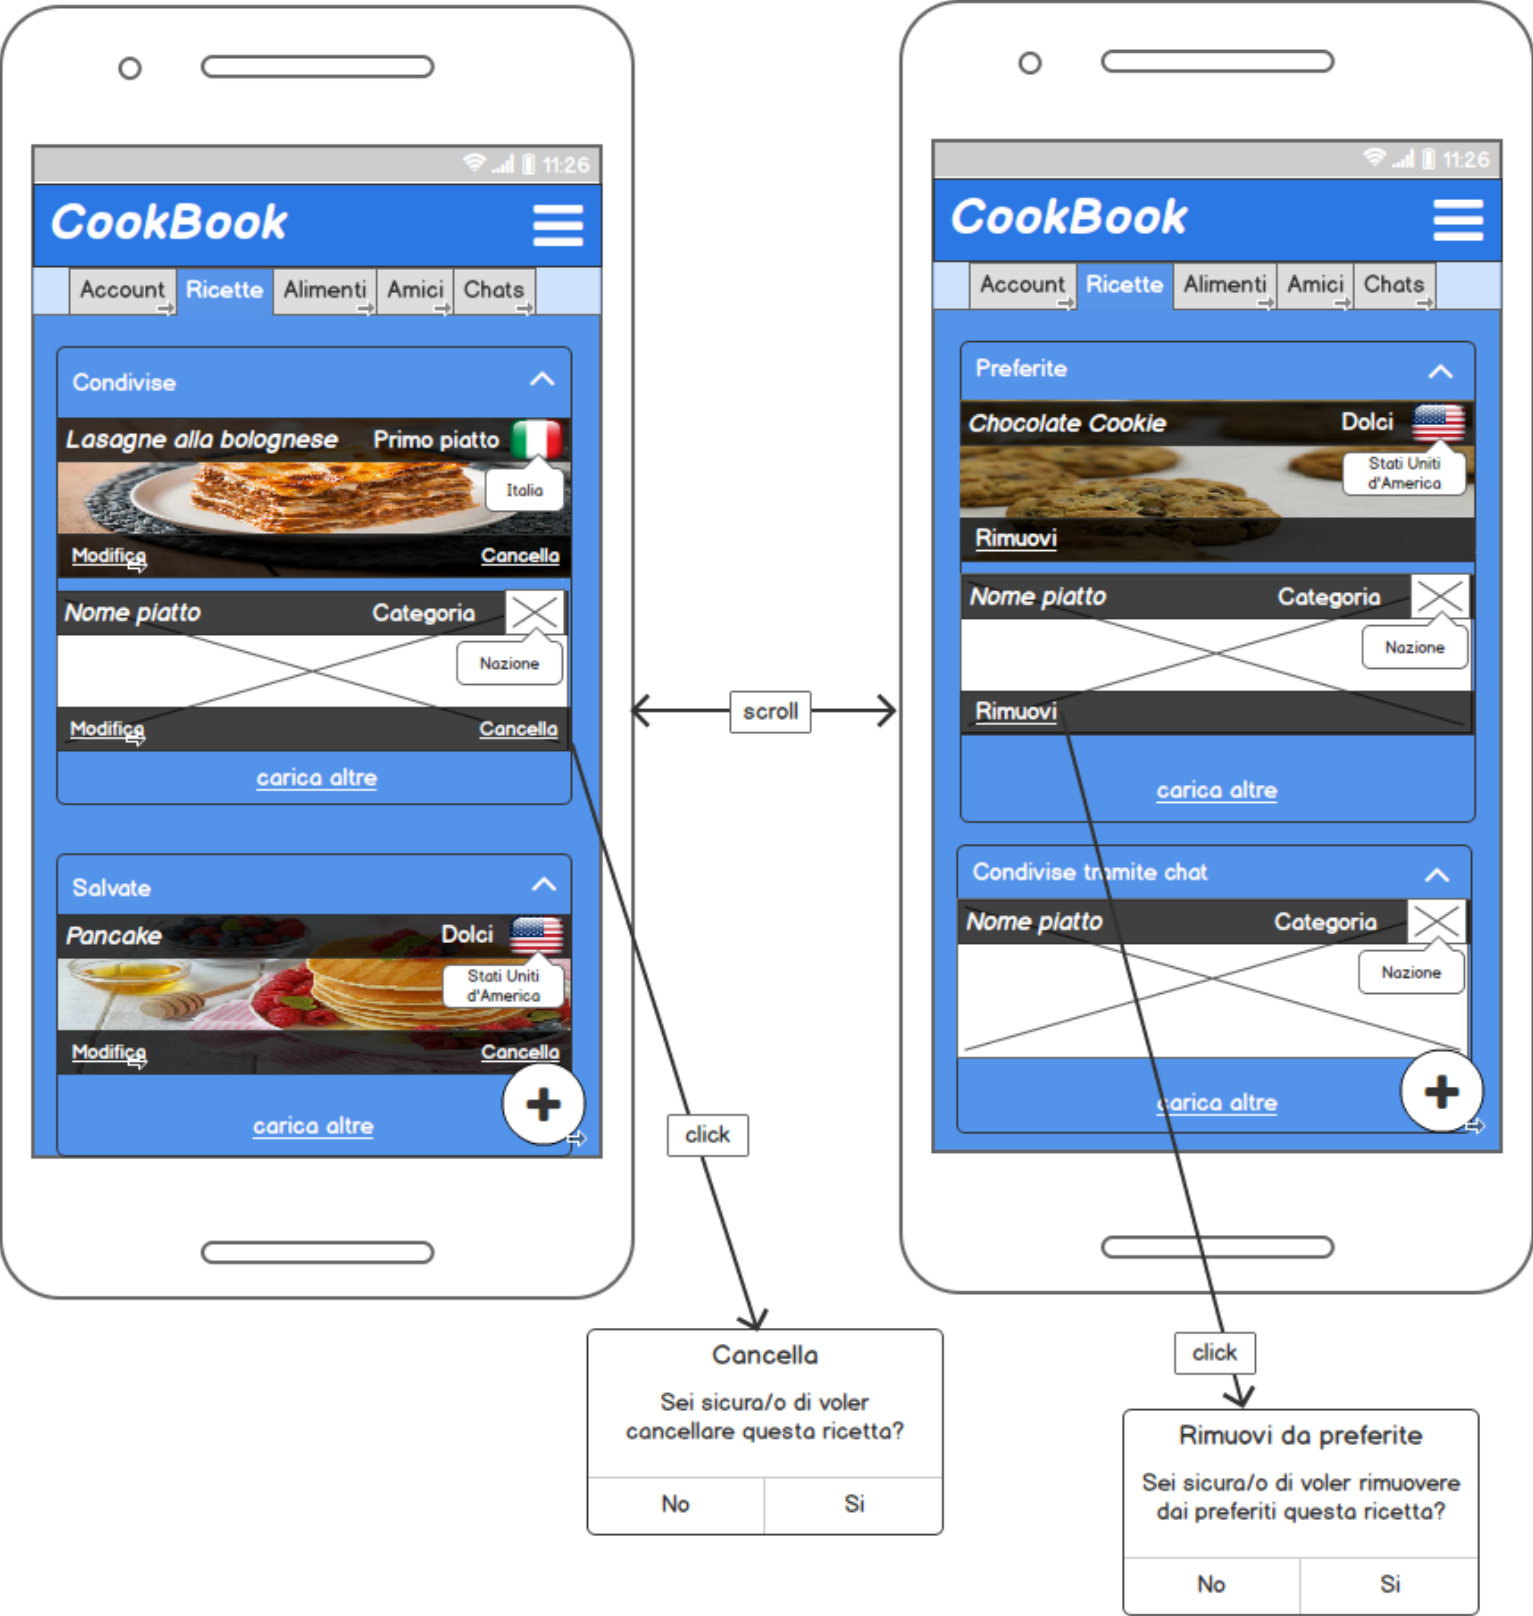 11:26
CookBook
Account Ricette Alimenti Amici Chats
Condivise
Lasagne alla bolognese Primo piatto
Italia
Modifica Cancella
Nome piatto Categoria
Nazione
Modifica Cancella
carica altre
Salvate
Pancake Dolci
Stati Uniti
d'America
Modifica Cancella
carica altre
scroll
11:26
CookBook
Account Ricette Alimenti Amici Chats
Preferite
Chocolate Cookie Dolci
Stati Uniti
d'America
Rimuovi
Nome piatto Categoria
Nazione
Rimuovi
carica altre
Condivise tramite chat
Nome piatto Categoria
Nazione
carica altre
click
Cancella
Sei sicura/o di voler
cancellare questa ricetta?
No Si
click
Rimuovi da preferite
Sei sicura/o di voler rimuovere
dai preferiti questa ricetta?
No Si